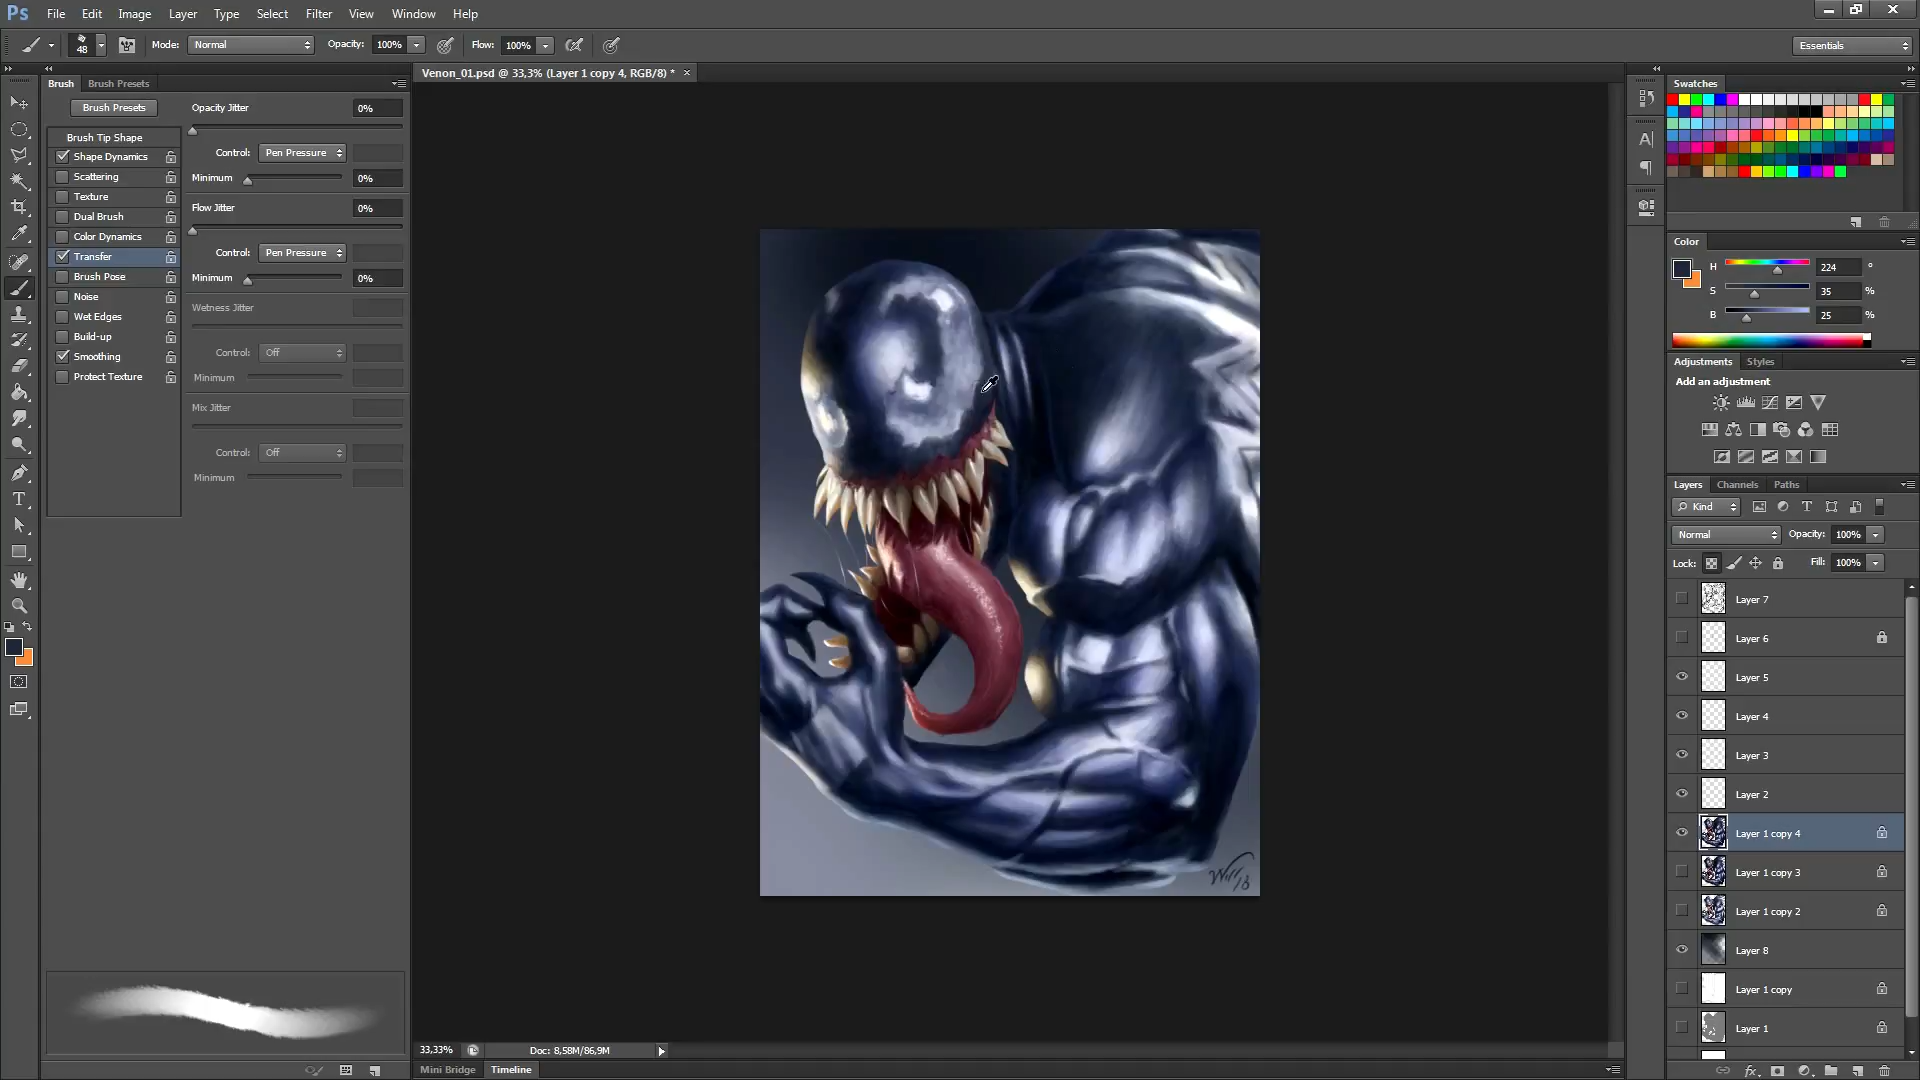 Ps File Edit Image Layer Type Select Filter View Window Help
48 Mode: Normal Opacity: 100% Flow: 100% Essentials
Venon_01.psd @ 33,3% (Layer 1 copy 4, RGB/8) * ×
Brush Brush Presets
Brush Presets
Brush Tip Shape
Shape Dynamics
Scattering
Texture
Dual Brush
Color Dynamics
Transfer
Brush Pose
Noise
Wet Edges
Build-up
Smoothing
Protect Texture
Opacity Jitter 0%
Control: Pen Pressure
Minimum 0%
Flow Jitter 0%
Control: Pen Pressure
Minimum 0%
Wetness Jitter
Control: Off
Minimum
Mix Jitter
Control: Off
Minimum
Swatches
Color
H 224 °
S 35 %
B 25 %
Adjustments Styles
Add an adjustment
Layers Channels Paths
Kind
Normal Opacity: 100%
Lock: Fill: 100%
Layer 7
Layer 6
Layer 5
Layer 4
Layer 3
Layer 2
Layer 1 copy 4
Layer 1 copy 3
Layer 1 copy 2
Layer 8
Layer 1 copy
Layer 1
33,33% Doc: 8,58M/86,9M
Mini Bridge Timeline